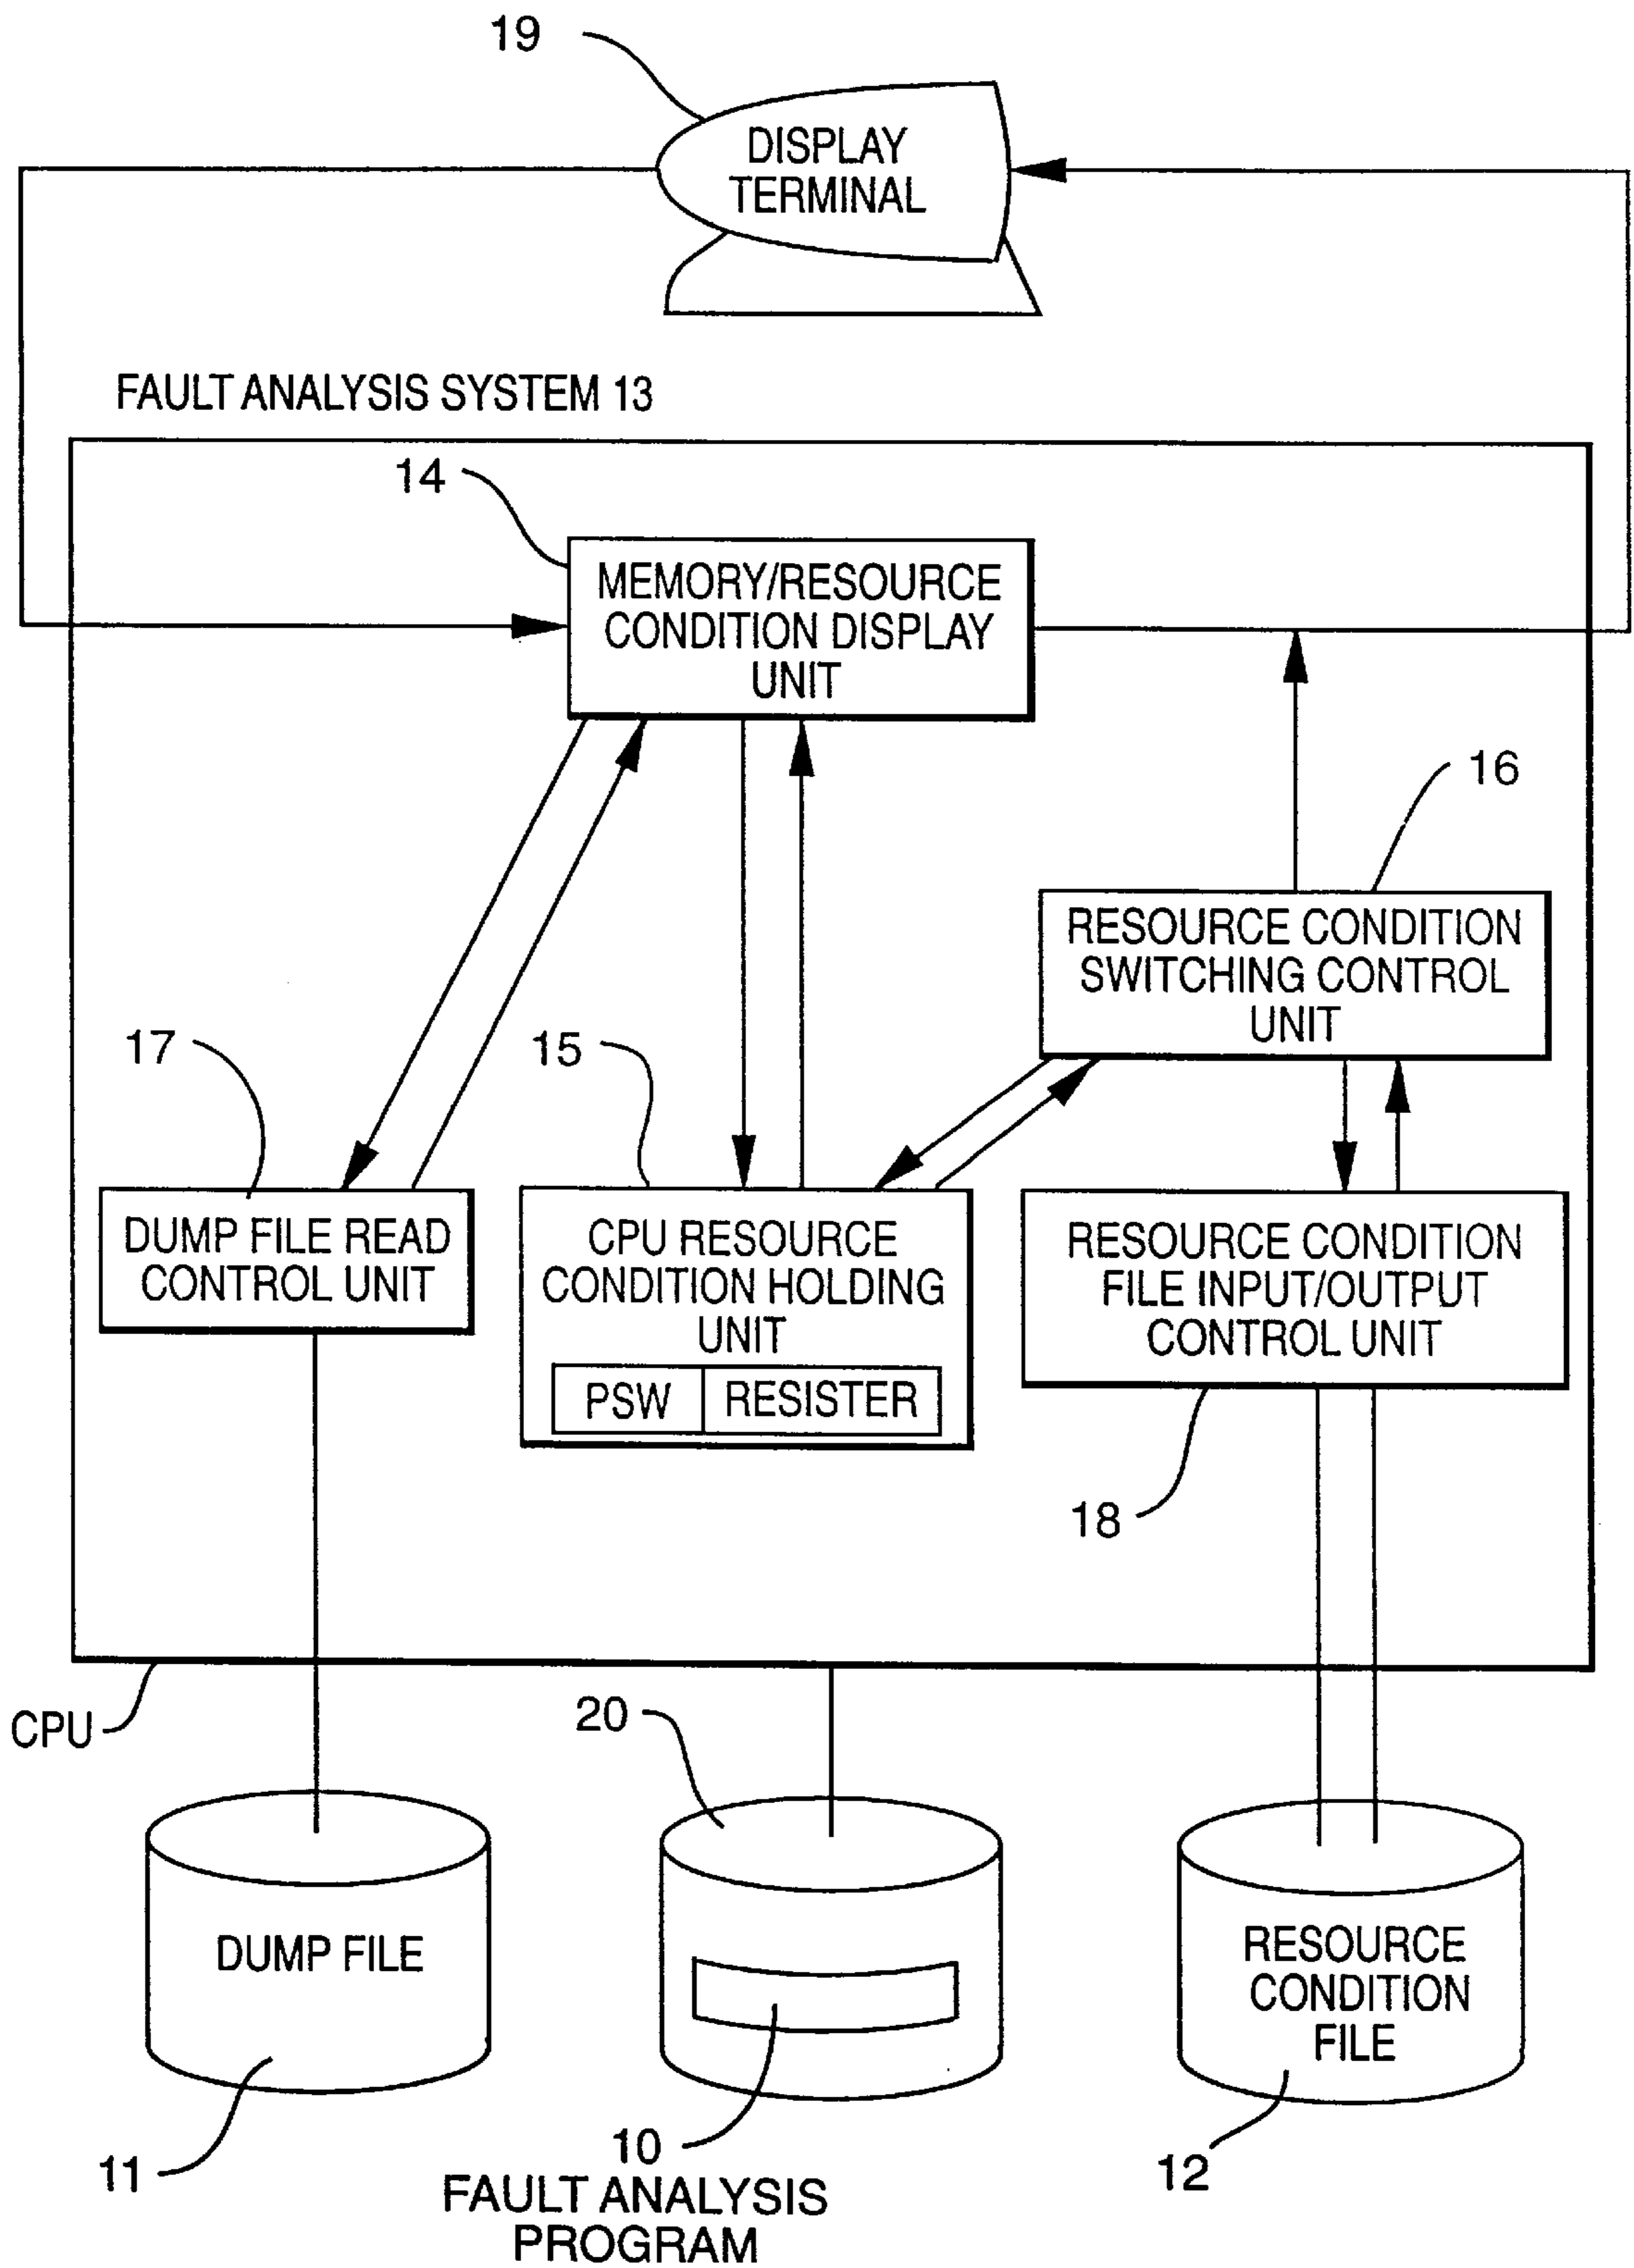 19
DISPLAY
TERMINAL
FAULT ANALYSIS SYSTEM 13
14
MEMORY/RESOURCE
CONDITION DISPLAY
UNIT
16
RESOURCE CONDITION
SWITCHING CONTROL
UNIT
17
15
DUMP FILE READ
CONTROL UNIT
CPU RESOURCE
CONDITION HOLDING
UNIT
PSW
RESISTER
RESOURCE CONDITION
FILE INPUT/OUTPUT
CONTROL UNIT
18
CPU
20
DUMP FILE
RESOURCE
CONDITION
FILE
11
10
FAULT ANALYSIS
PROGRAM
12